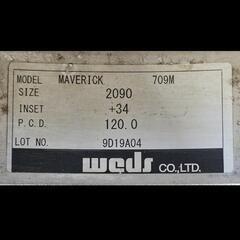 MODEL MAVERICK 709M
SIZE 2090
INSET +34
P.C.D. 120.0
LOT NO. 9D19A04
weds CO.,LTD.